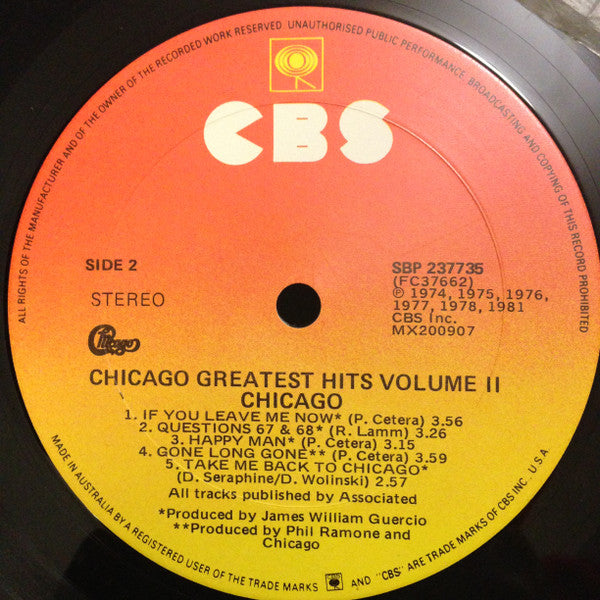 ALL RIGHTS OF THE MANUFACTURER AND OF THE OWNER OF THE RECORDED WORK RESERVED. UNAUTHORISED PUBLIC PERFORMANCE, BROADCASTING AND COPYING OF THIS RECORD PROHIBITED
CBS
SIDE 2
STEREO
SBP 237735
(FC37662)
℗ 1974, 1975, 1976,
1977, 1978, 1981
CBS Inc.
MX200907
Chicago
CHICAGO GREATEST HITS VOLUME II
CHICAGO
1. IF YOU LEAVE ME NOW* (P. Cetera) 3.56
2. QUESTIONS 67 & 68* (R. Lamm) 3.26
3. HAPPY MAN* (P. Cetera) 3.15
4. GONE LONG GONE** (P. Cetera) 3.59
5. TAKE ME BACK TO CHICAGO*
(D. Seraphine/D. Wolinski) 2.57
All tracks published by Associated
*Produced by James William Guercio
**Produced by Phil Ramone and
Chicago
MADE IN AUSTRALIA BY A REGISTERED USER OF THE TRADE MARKS AND "CBS" ARE TRADE MARKS OF CBS INC. U S A